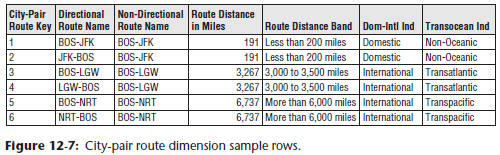 City-Pair Route Key | Directional Route Name | Non-Directional Route Name | Route Distance in Miles | Route Distance Band | Dom-Intl Ind | Transocean Ind
1 | BOS-JFK | BOS-JFK | 191 | Less than 200 miles | Domestic | Non-Oceanic
2 | JFK-BOS | BOS-JFK | 191 | Less than 200 miles | Domestic | Non-Oceanic
3 | BOS-LGW | BOS-LGW | 3,267 | 3,000 to 3,500 miles | International | Transatlantic
4 | LGW-BOS | BOS-LGW | 3,267 | 3,000 to 3,500 miles | International | Transatlantic
5 | BOS-NRT | BOS-NRT | 6,737 | More than 6,000 miles | International | Transpacific
6 | NRT-BOS | BOS-NRT | 6,737 | More than 6,000 miles | International | Transpacific
Figure 12-7: City-pair route dimension sample rows.